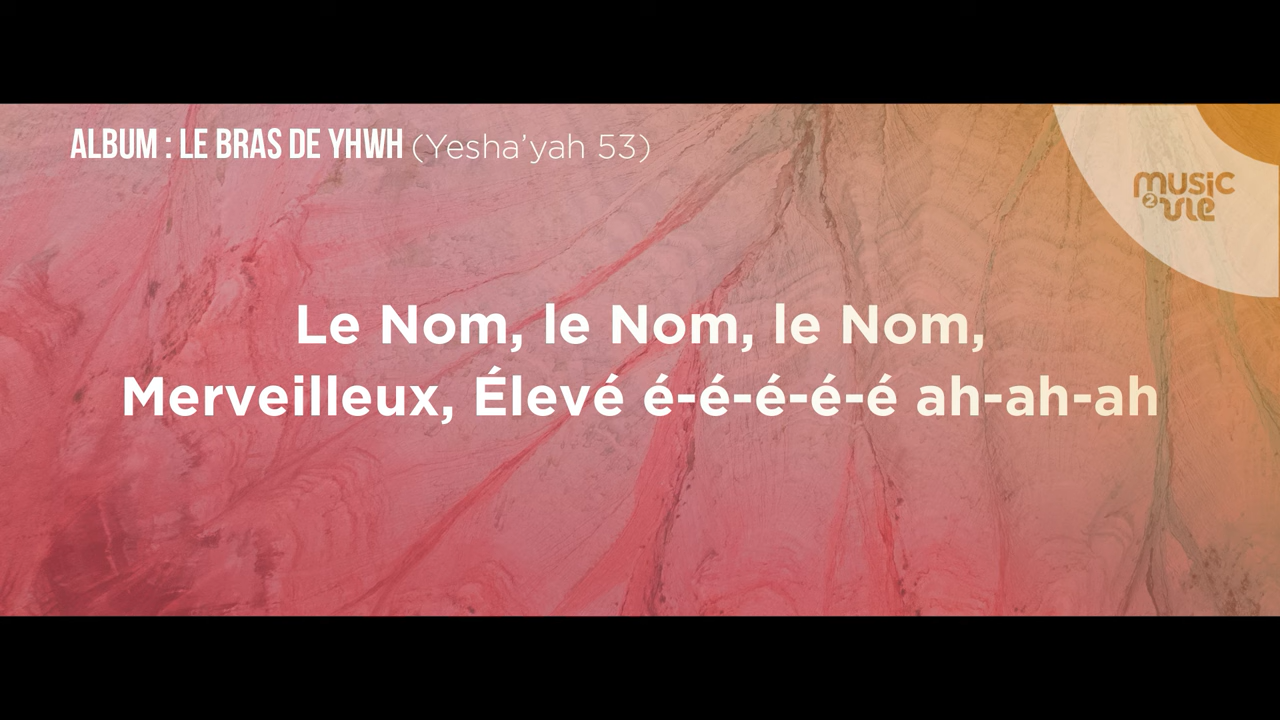 ALBUM : LE BRAS DE YHWH (Yesha’yah 53)
music
2 vie
Le Nom, le Nom, le Nom,
Merveilleux, Élevé é-é-é-é-é ah-ah-ah